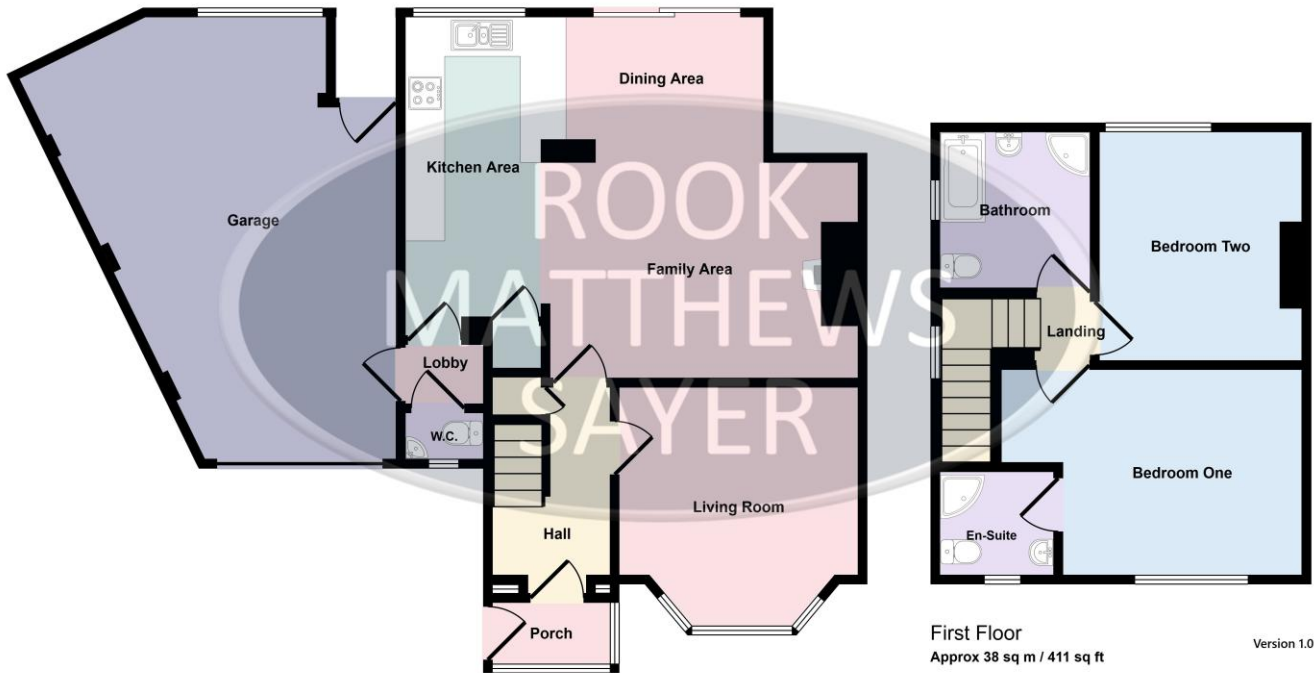 Dining Area
Kitchen Area
Garage
Family Area
Lobby
W.C.
Living Room
Hall
Porch
ROOK
MATTHEWS
SAYER
Bathroom
Bedroom Two
Landing
Bedroom One
En-Suite
First Floor
Approx 38 sq m / 411 sq ft
Version 1.0